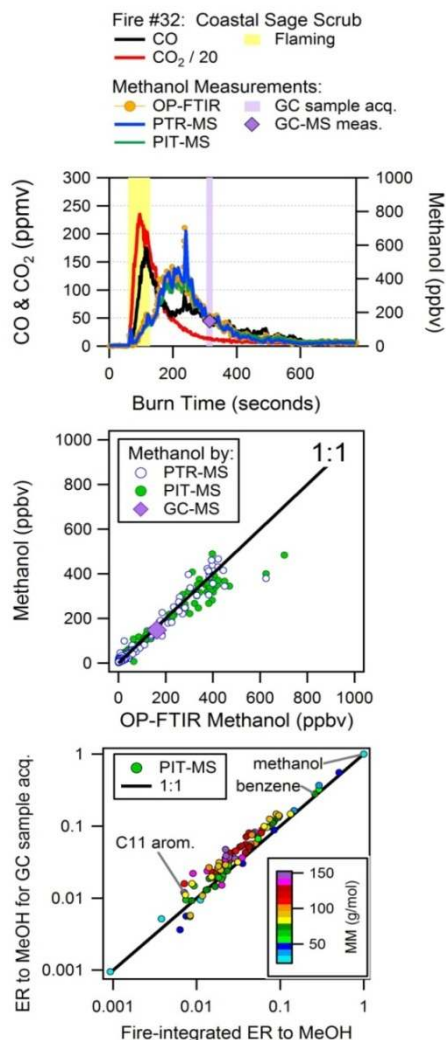 Fire #32: Coastal Sage Scrub
CO
Flaming
CO2 / 20
Methanol Measurements:
OP-FTIR
GC sample acq.
PTR-MS
GC-MS meas.
PIT-MS
300
250
200
150
100
50
0
CO & CO2 (ppmv)
1000
800
600
400
200
0
Methanol (ppbv)
0 200 400 600
Burn Time (seconds)
1000
800
600
400
200
0
Methanol (ppbv)
Methanol by:
PTR-MS
PIT-MS
GC-MS
1:1
0 200 400 600 800 1000
OP-FTIR Methanol (ppbv)
1
0.1
0.01
0.001
ER to MeOH for GC sample acq.
PIT-MS
1:1
methanol
benzene
C11 arom.
150
100
50
MM (g/mol)
0.001 0.01 0.1 1
Fire-integrated ER to MeOH